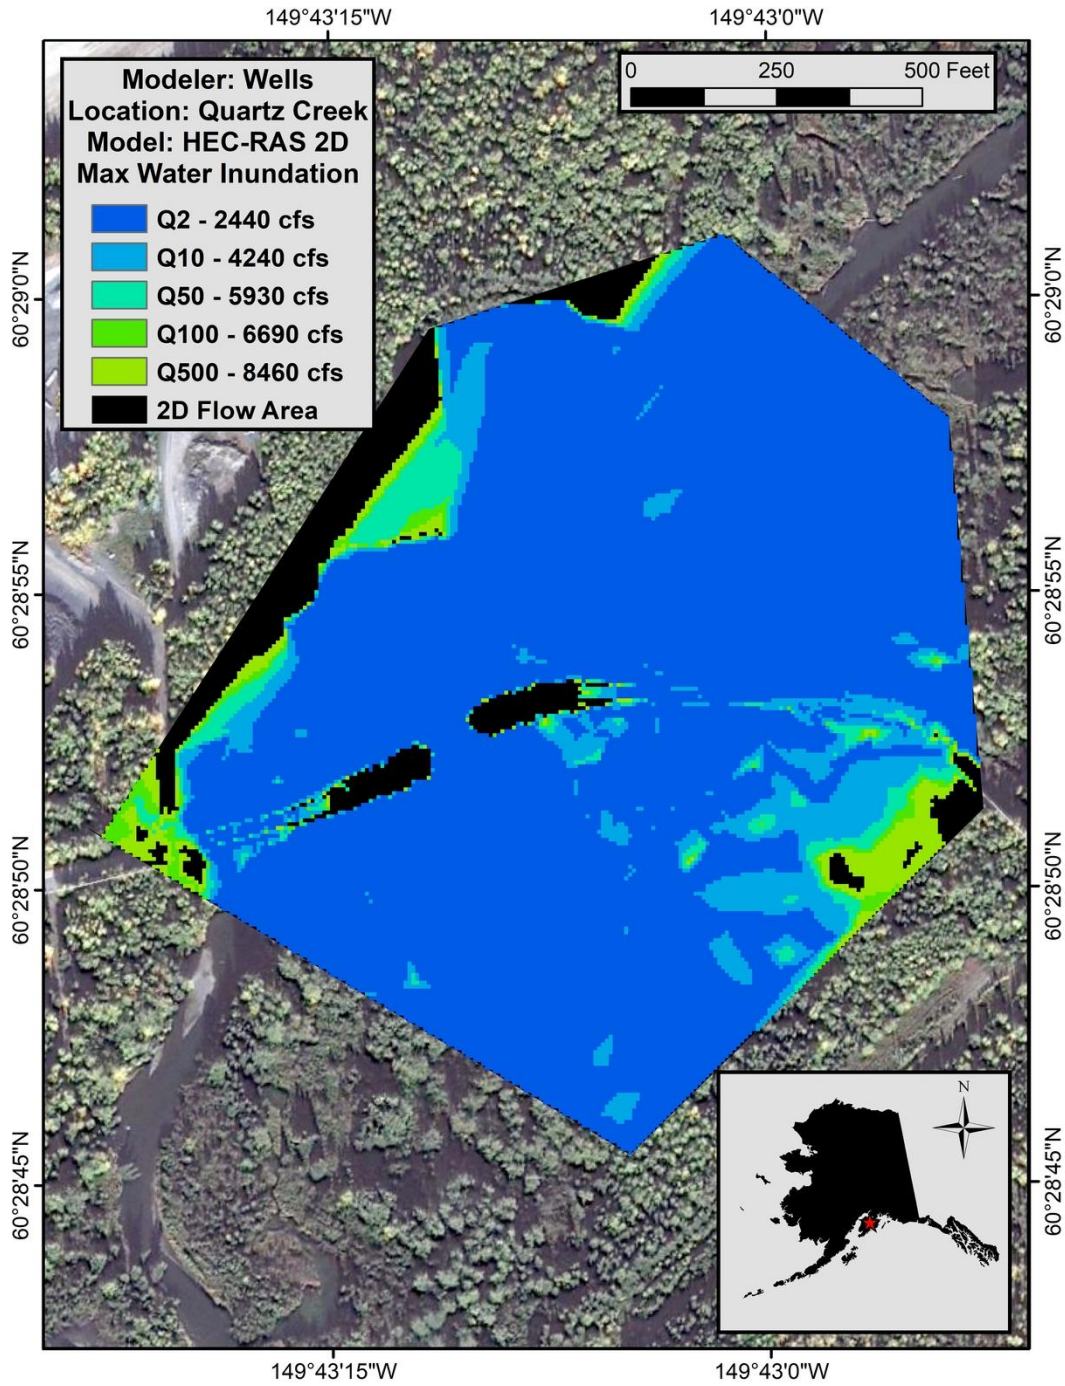 149°43'15"W
149°43'0"W
Modeler: Wells
Location: Quartz Creek
Model: HEC-RAS 2D
Max Water Inundation
Q2 - 2440 cfs
Q10 - 4240 cfs
Q50 - 5930 cfs
Q100 - 6690 cfs
Q500 - 8460 cfs
2D Flow Area
0
250
500 Feet
60°29'0"N
60°29'0"N
60°28'55"N
60°28'55"N
60°28'50"N
60°28'50"N
60°28'45"N
60°28'45"N
N
149°43'15"W
149°43'0"W